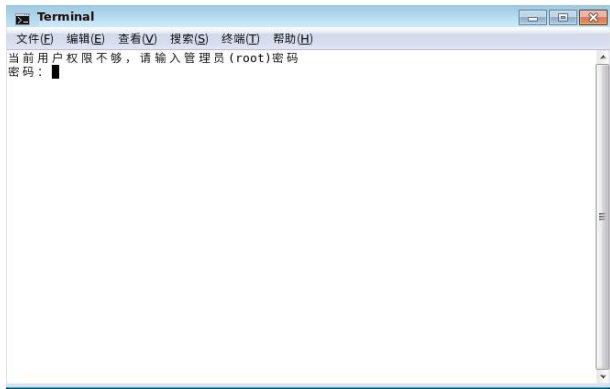 Terminal
文件(F) 编辑(E) 查看(V) 搜索(S) 终端(T) 帮助(H)
当前用户权限不够，请输入管理员(root)密码
密码：